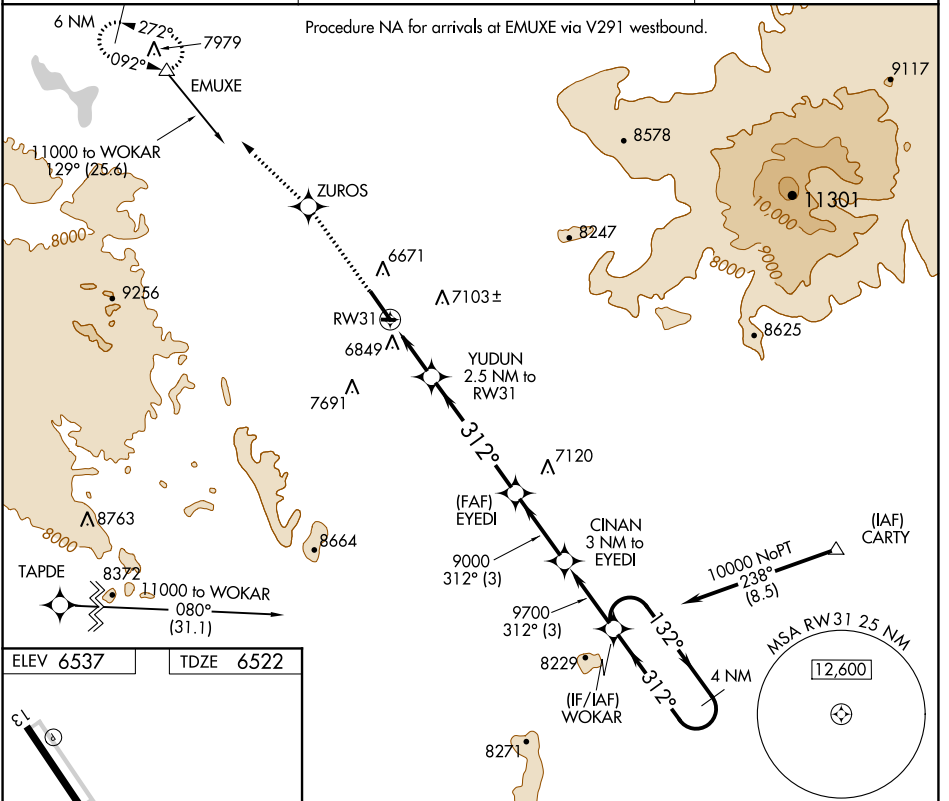 Procedure NA for arrivals at EMUXE via V291 westbound.
6 NM
272°
7979
092°
EMUXE
9117
8578
11000 to WOKAR
129° (25.6)
ZUROS
11301
10,000
9000
8000
8247
8000
6671
9256
7103±
RW31
8625
6849
YUDUN
2.5 NM to
RW31
7691
312°
7120
(FAF)
EYEDI
8763
8000
CINAN
3 NM to
EYEDI
(IAF)
CARTY
8664
9000
312° (3)
10000 NoPT
238°
(8.5)
TAPDE
8372
11000 to WOKAR
080°
(31.1)
9700
312° (3)
132°
MSA RW31 25 NM
12,600
ELEV 6537
TDZE 6522
8229
312°
4 NM
(IF/IAF)
WOKAR
13
P
8271